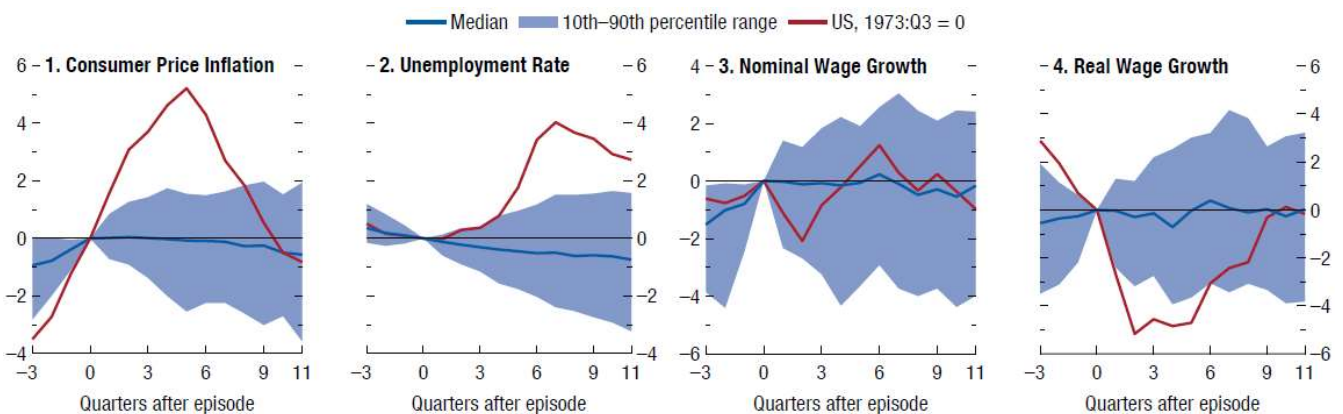 Median 10th–90th percentile range US, 1973:Q3 = 0
1. Consumer Price Inflation
6
4
2
0
−2
−4
−3 0 3 6 9 11
Quarters after episode
2. Unemployment Rate
6
4
2
0
−2
−4
−3 0 3 6 9 11
Quarters after episode
3. Nominal Wage Growth
4
2
0
−2
−4
−6
−3 0 3 6 9 11
Quarters after episode
4. Real Wage Growth
6
4
2
0
−2
−4
−6
−3 0 3 6 9 11
Quarters after episode